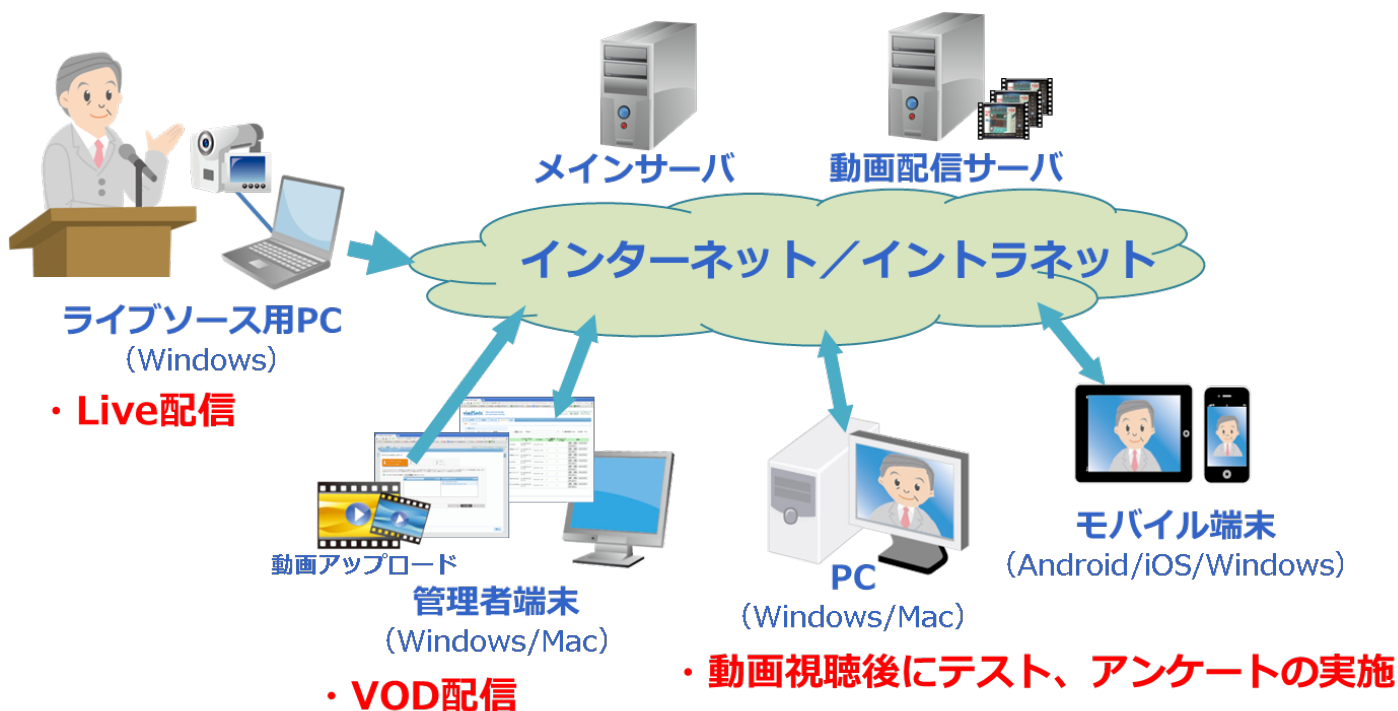 メインサーバ
動画配信サーバ
インターネット／イントラネット
ライブソース用PC
（Windows）
・Live配信
動画アップロード
管理者端末
（Windows/Mac）
・VOD配信
PC
（Windows/Mac）
モバイル端末
（Android/iOS/Windows）
・動画視聴後にテスト、アンケートの実施